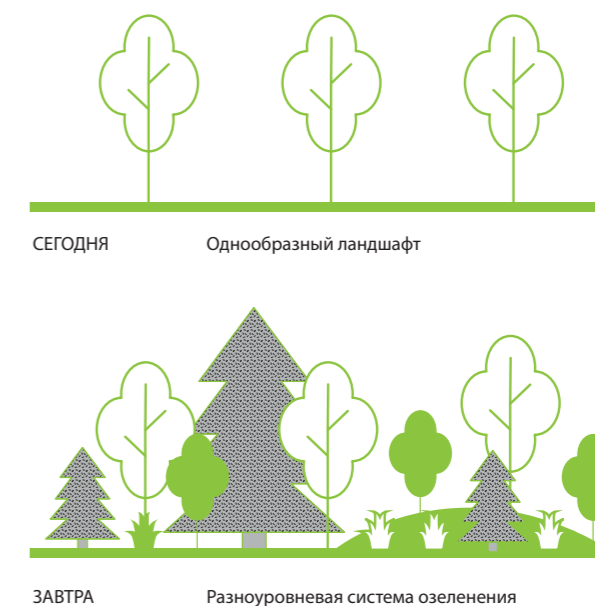 СЕГОДНЯ Однообразный ландшафт
ЗАВТРА Разноуровневая система озеленения